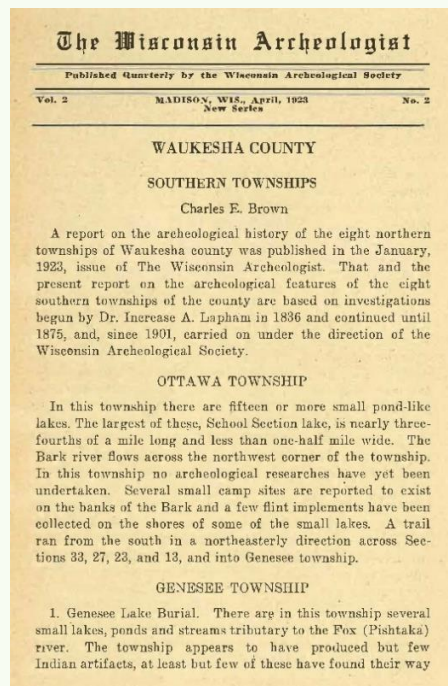 The Wisconsin Archeologist
Published Quarterly by the Wisconsin Archeological Society
Vol. 2 MADISON, WIS., April, 1923 No. 2
New Series
WAUKESHA COUNTY
SOUTHERN TOWNSHIPS
Charles E. Brown
A report on the archeological history of the eight northern
townships of Waukesha county was published in the January,
1923, issue of The Wisconsin Archeologist. That and the
present report on the archeological features of the eight
southern townships of the county are based on investigations
begun by Dr. Increase A. Lapham in 1836 and continued until
1875, and, since 1901, carried on under the direction of the
Wisconsin Archeological Society.
OTTAWA TOWNSHIP
In this township there are fifteen or more small pond-like
lakes. The largest of these, School Section lake, is nearly three-
fourths of a mile long and less than one-half mile wide. The
Bark river flows across the northwest corner of the township.
In this township no archeological researches have yet been
undertaken. Several small camp sites are reported to exist
on the banks of the Bark and a few flint implements have been
collected on the shores of some of the small lakes. A trail
ran from the south in a northeasterly direction across Sec-
tions 33, 27, 23, and 13, and into Genesee township.
GENESEE TOWNSHIP
1. Genesee Lake Burial. There are in this township several
small lakes, ponds and streams tributary to the Fox (Pishtaka)
river. The township appears to have produced but few
Indian artifacts, at least but few of these have found their way